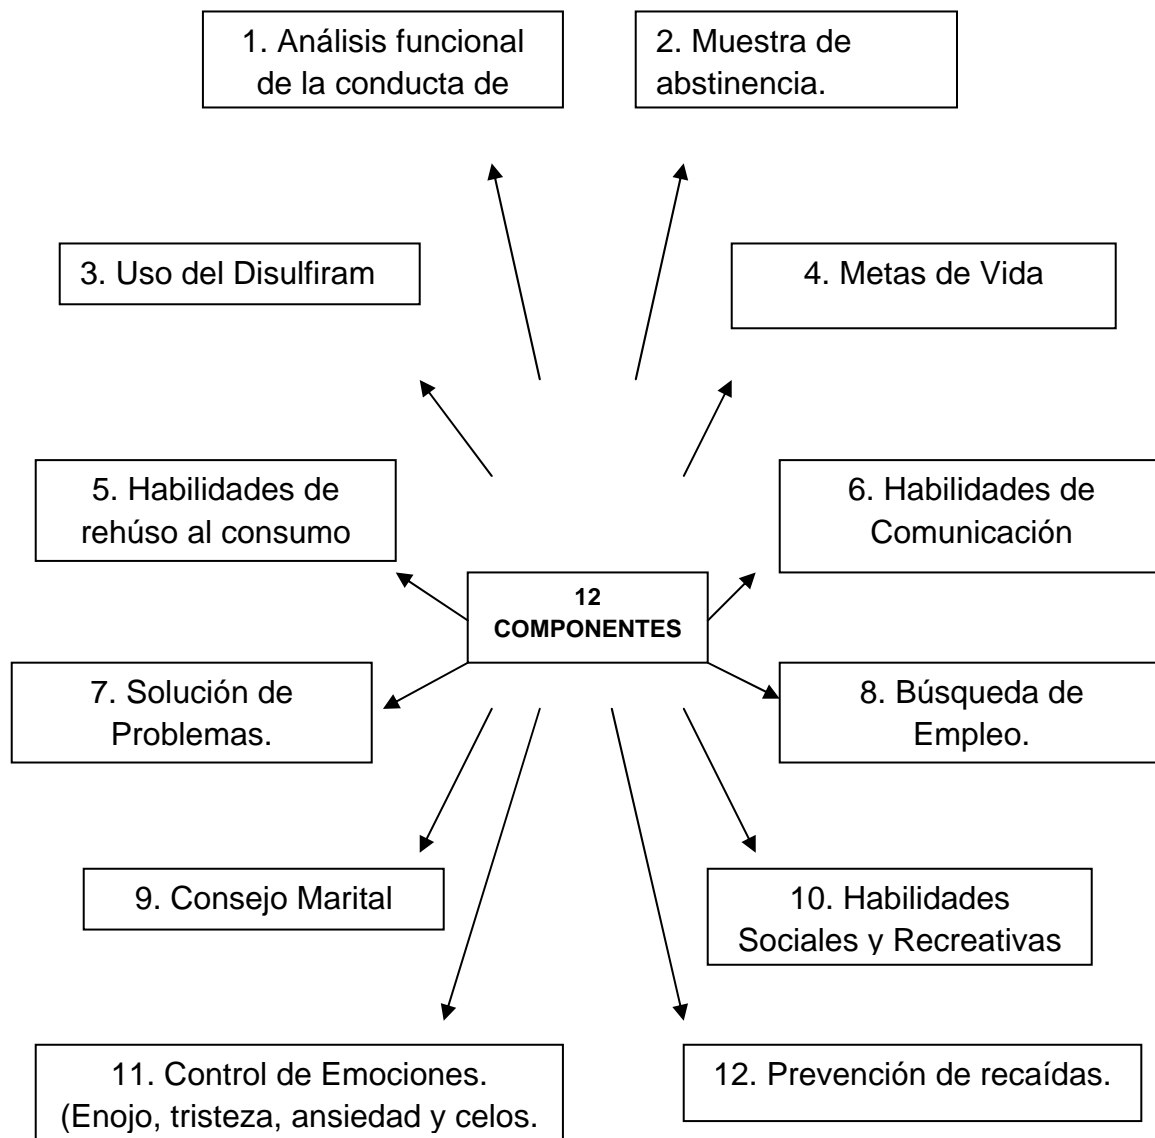 1. Análisis funcional
de la conducta de
2. Muestra de
abstinencia.
3. Uso del Disulfiram
4. Metas de Vida
5. Habilidades de
rehúso al consumo
6. Habilidades de
Comunicación
12
COMPONENTES
7. Solución de
Problemas.
8. Búsqueda de
Empleo.
9. Consejo Marital
10. Habilidades
Sociales y Recreativas
11. Control de Emociones.
(Enojo, tristeza, ansiedad y celos.
12. Prevención de recaídas.